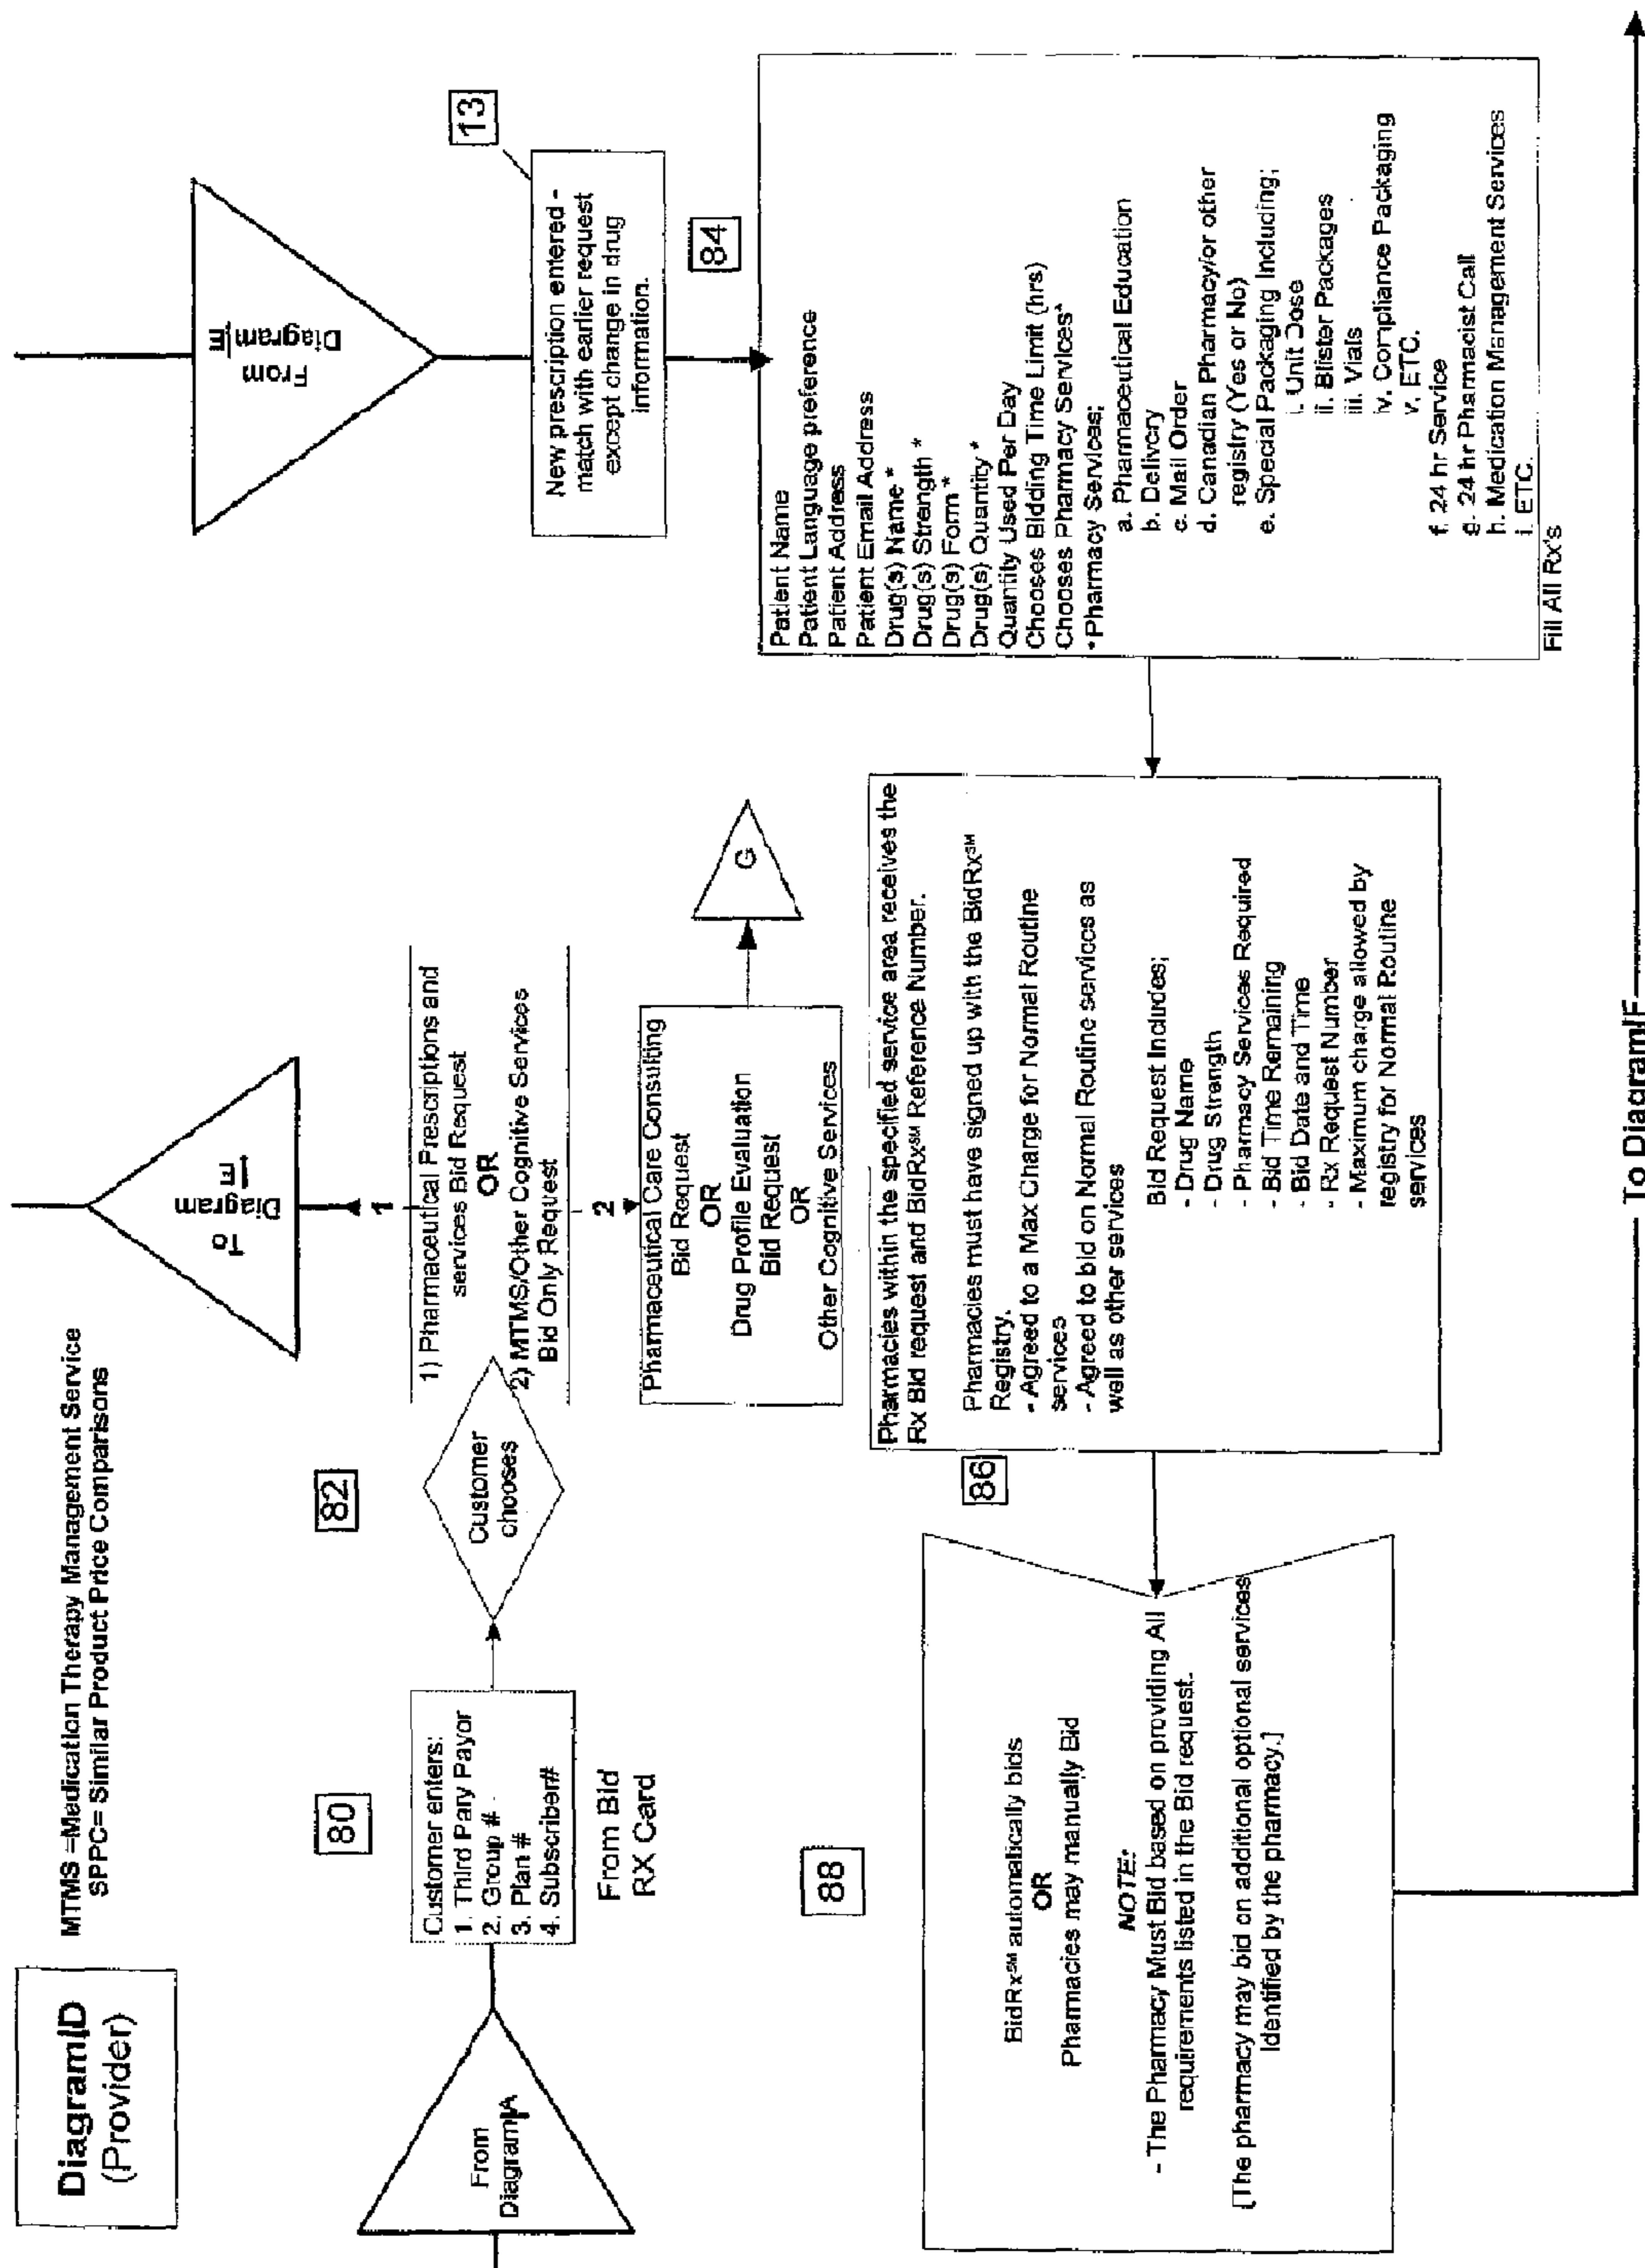 Diagram D
(Provider)
MTMS =Medication Therapy Management Service
SPPC= Similar Product Price Comparisons
From
Diagram A
80
Customer enters:
1. Third Pary Payor
2. Group #
3. Plan #
4. Subscriber#
From Bid
RX Card
82
Customer
chooses
To
Diagram
E
1
1) Pharmaceutical Prescriptions and
services Bid Request
OR
2) MTMS/Other Cognitive Services
Bid Only Request
2
Pharmaceutical Care Consulting
Bid Request
OR
Drug Profile Evaluation
Bid Request
OR
Other Cognitive Services
G
From
Diagram E
13
New prescription entered -
match with earlier request
except change in drug
information.
84
Patient Name
Patient Language preference
Patient Address
Patient Email Address
Drug(s) Name *
Drug(s) Strength *
Drug(s) Form *
Drug(s) Quantity *
Quantity Used Per Day
Chooses Bidding Time Limit (hrs)
Chooses Pharmacy Services*
*Pharmacy Services;
a. Pharmaceutical Education
b. Delivery
c. Mail Order
d. Canadian Pharmacy/or other
registry (Yes or No)
e. Special Packaging Including;
i. Unit Dose
ii. Blister Packages
iii. Vials
iv. Compliance Packaging
v. ETC.
f. 24 hr Service
g. 24 hr Pharmacist Call
h. Medication Management Services
i. ETC.
Fill All Rx's
86
Pharmacies within the specified service area receives the
Rx Bid request and BidRx℠ Reference Number.
Pharmacies must have signed up with the BidRx℠
Registry.
- Agreed to a Max Charge for Normal Routine
services
- Agreed to bid on Normal Routine services as
well as other services
Bid Request Includes;
- Drug Name
- Drug Strength
- Pharmacy Services Required
- Bid Time Remaining
- Bid Date and Time
- Rx Request Number
- Maximum charge allowed by
registry for Normal Routine
services
88
BidRx℠ automatically bids
OR
Pharmacies may manually Bid
NOTE:
- The Pharmacy Must Bid based on providing All
requirements listed in the Bid request.
[The pharmacy may bid on additional optional services
identified by the pharmacy.]
To Diagram F